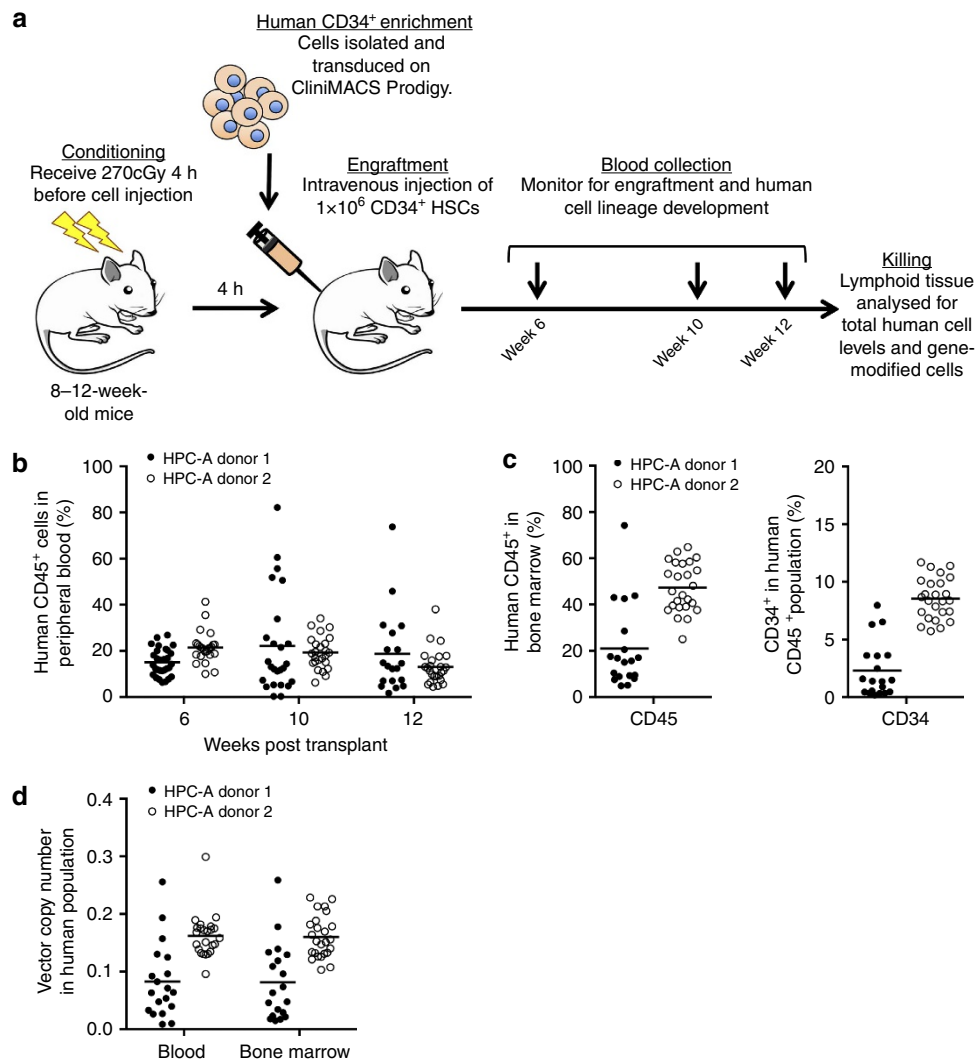 a
Human CD34⁺ enrichment
Cells isolated and
transduced on
CliniMACS Prodigy.
Conditioning
Receive 270cGy 4 h
before cell injection
Engraftment
Intravenous injection of
1×10⁶ CD34⁺ HSCs
Blood collection
Monitor for engraftment and human
cell lineage development
4 h
8–12-week-
old mice
Week 6
Week 10
Week 12
Killing
Lymphoid tissue
analysed for
total human cell
levels and gene-
modified cells
b
HPC-A donor 1
HPC-A donor 2
Human CD45⁺ cells in
peripheral blood (%)
100
80
60
40
20
0
6
10
12
Weeks post transplant
c
HPC-A donor 1
HPC-A donor 2
Human CD45⁺ in
bone marrow (%)
100
80
60
40
20
0
CD45
CD34⁺ in human
CD45 ⁺population (%)
20
15
10
5
0
CD34
d
HPC-A donor 1
HPC-A donor 2
Vector copy number
in human population
0.4
0.3
0.2
0.1
0.0
Blood
Bone marrow